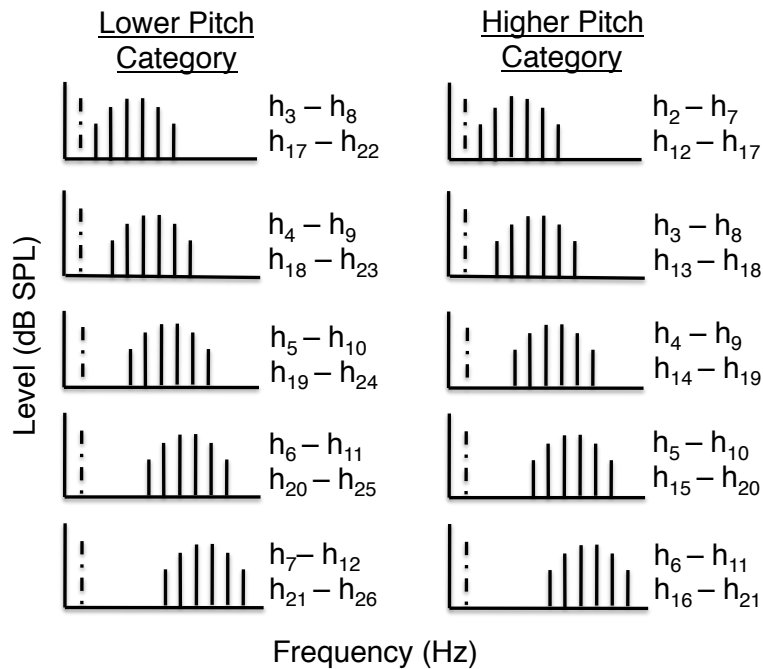 Lower Pitch
Category
h₃ – h₈
h₁₇ – h₂₂
h₄ – h₉
h₁₈ – h₂₃
h₅ – h₁₀
h₁₉ – h₂₄
h₆ – h₁₁
h₂₀ – h₂₅
h₇ – h₁₂
h₂₁ – h₂₆
Higher Pitch
Category
h₂ – h₇
h₁₂ – h₁₇
h₃ – h₈
h₁₃ – h₁₈
h₄ – h₉
h₁₄ – h₁₉
h₅ – h₁₀
h₁₅ – h₂₀
h₆ – h₁₁
h₁₆ – h₂₁
Level (dB SPL)
Frequency (Hz)